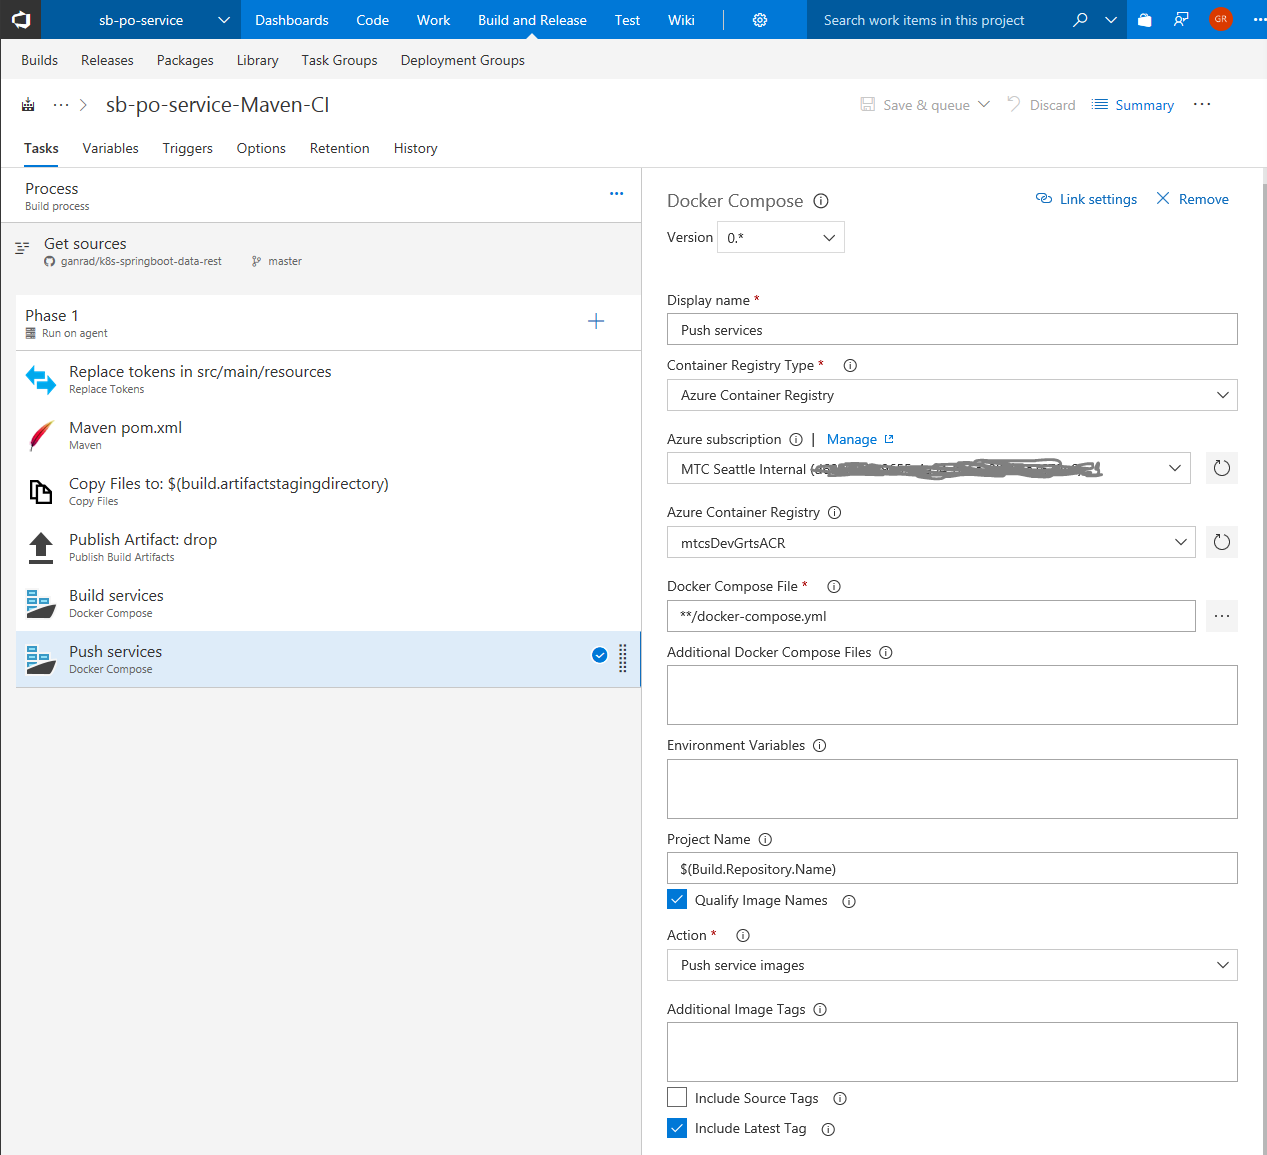 sb-po-service
Dashboards Code Work Build and Release Test Wiki
Search work items in this project
GR
Builds Releases Packages Library Task Groups Deployment Groups
sb-po-service-Maven-CI
Save & queue Discard Summary
Tasks Variables Triggers Options Retention History
Process
Build process
Get sources
ganrad/k8s-springboot-data-rest master
Phase 1
Run on agent
Replace tokens in src/main/resources
Replace Tokens
Maven pom.xml
Maven
Copy Files to: $(build.artifactstagingdirectory)
Copy Files
Publish Artifact: drop
Publish Build Artifacts
Build services
Docker Compose
Push services
Docker Compose
Docker Compose
Link settings Remove
Version 0.*
Display name *
Push services
Container Registry Type *
Azure Container Registry
Azure subscription | Manage
MTC Seattle Internal (
Azure Container Registry
mtcsDevGrtsACR
Docker Compose File *
**/docker-compose.yml
Additional Docker Compose Files
Environment Variables
Project Name
$(Build.Repository.Name)
Qualify Image Names
Action *
Push service images
Additional Image Tags
Include Source Tags
Include Latest Tag